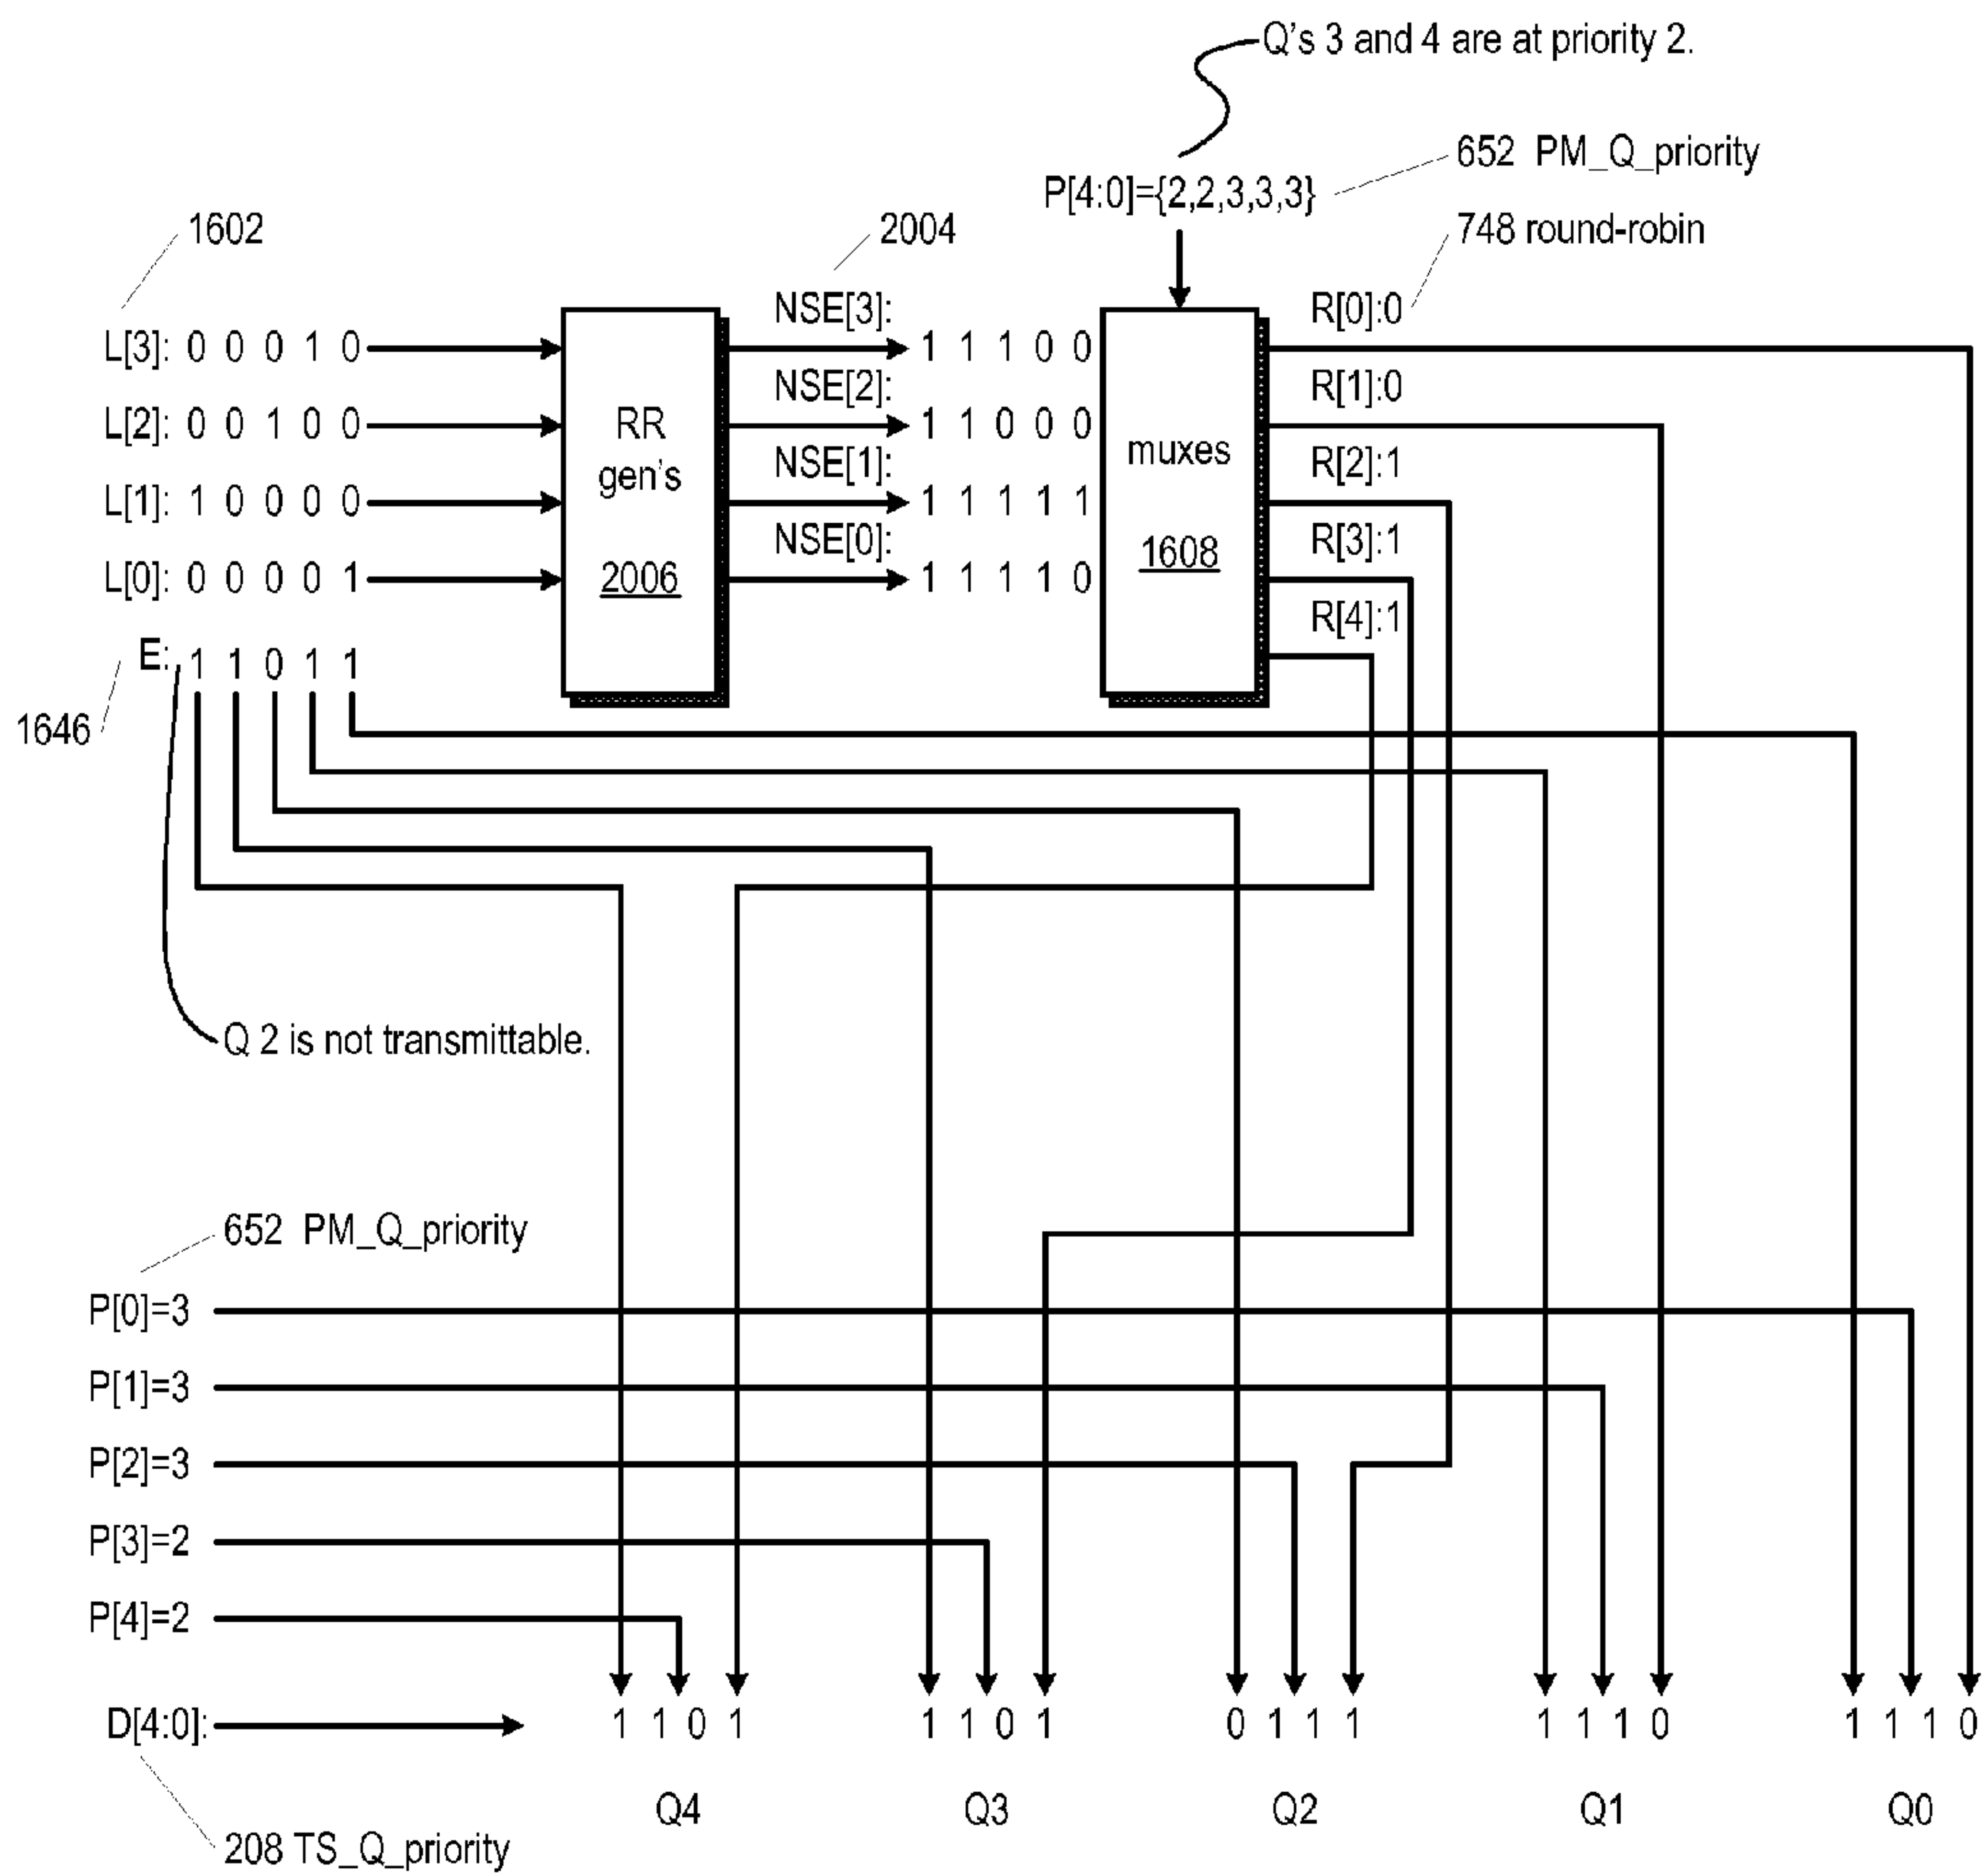 Q's 3 and 4 are at priority 2.
652 PM_Q_priority
P[4:0]={2,2,3,3,3}
1602
2004
748 round-robin
NSE[3]:
R[0]:0
L[3]: 0 0 0 1 0
1 1 1 0 0
NSE[2]:
R[1]:0
L[2]: 0 0 1 0 0
RR
gen's
2006
1 1 0 0 0
muxes
1608
NSE[1]:
R[2]:1
L[1]: 1 0 0 0 0
1 1 1 1 1
NSE[0]:
R[3]:1
L[0]: 0 0 0 0 1
1 1 1 1 0
R[4]:1
E: 1 1 0 1 1
1646
Q 2 is not transmittable.
652 PM_Q_priority
P[0]=3
P[1]=3
P[2]=3
P[3]=2
P[4]=2
D[4:0]: 1 1 0 1 1 1 0 1 0 1 1 1 1 1 1 0 1 1 1 0
Q4 Q3 Q2 Q1 Q0
208 TS_Q_priority